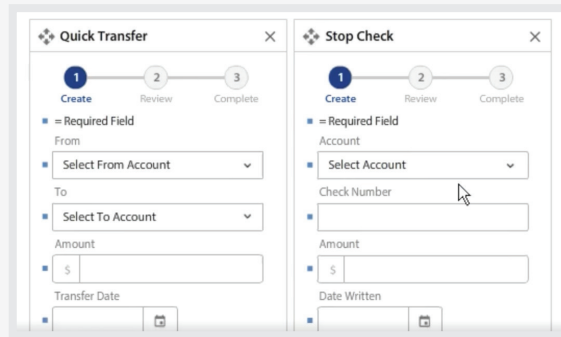 Quick Transfer
1 2 3
Create Review Complete
= Required Field
From
Select From Account
To
Select To Account
Amount
$
Transfer Date
Stop Check
1 2 3
Create Review Complete
= Required Field
Account
Select Account
Check Number
Amount
$
Date Written